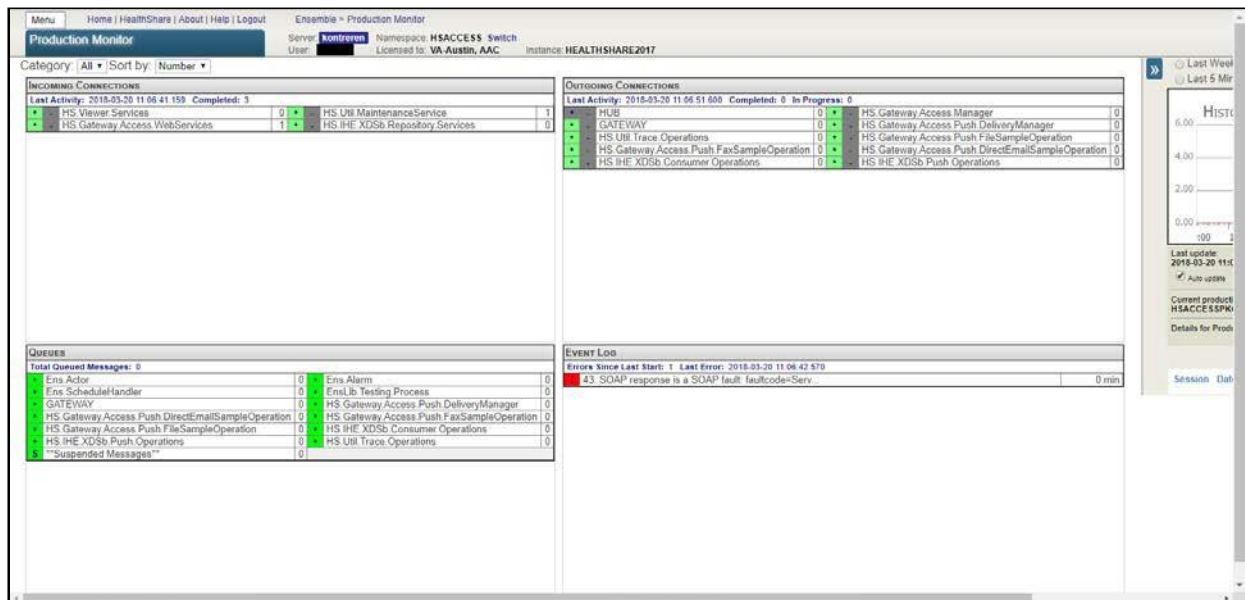 Menu Home | HealthShare | About | Help | Logout Ensemble > Production Monitor
Production Monitor
Server: kontreren Namespace: HSACCESS Switch
User: Licensed to: VA-Austin, AAC Instance: HEALTHSHARE2017
Category: All Sort by: Number
INCOMING CONNECTIONS
Last Activity: 2018-03-20 11:06:41.159 Completed: 3
HS.Viewer.Services 0 HS.Util.MaintenanceService 1
HS.Gateway.Access.WebServices 1 HS.IHE.XDSb.Repository.Services 0
OUTGOING CONNECTIONS
Last Activity: 2018-03-20 11:06:51.600 Completed: 0 In Progress: 0
HUB 0 HS.Gateway.Access.Manager 0
GATEWAY 0 HS.Gateway.Access.Push.DeliveryManager 0
HS.Util.Trace.Operations 0 HS.Gateway.Access.Push.FileSampleOperation 0
HS.Gateway.Access.Push.FaxSampleOperation 0 HS.Gateway.Access.Push.DirectEmailSampleOperation 0
HS.IHE.XDSb.Consumer.Operations 0 HS.IHE.XDSb.Push.Operations 0
QUEUES
Total Queued Messages: 0
Ens.Actor 0 Ens.Alarm 0
Ens.ScheduleHandler 0 EnsLib.Testing.Process 0
GATEWAY 0 HS.Gateway.Access.Push.DeliveryManager 0
HS.Gateway.Access.Push.DirectEmailSampleOperation 0 HS.Gateway.Access.Push.FaxSampleOperation 0
HS.Gateway.Access.Push.FileSampleOperation 0 HS.IHE.XDSb.Consumer.Operations 0
HS.IHE.XDSb.Push.Operations 0 HS.Util.Trace.Operations 0
S **Suspended Messages** 0
EVENT LOG
Errors Since Last Start: 1 Last Error: 2018-03-20 11:06:42.570
43. SOAP response is a SOAP fault: faultcode=Serv... 0 min
Last Week
Last 5 Min
HISTO
6.00
4.00
2.00
0.00
:00
Last update:
2018-03-20 11:0
Auto update
Current producti
HSACCESSPK
Details for Produ
Session Dat